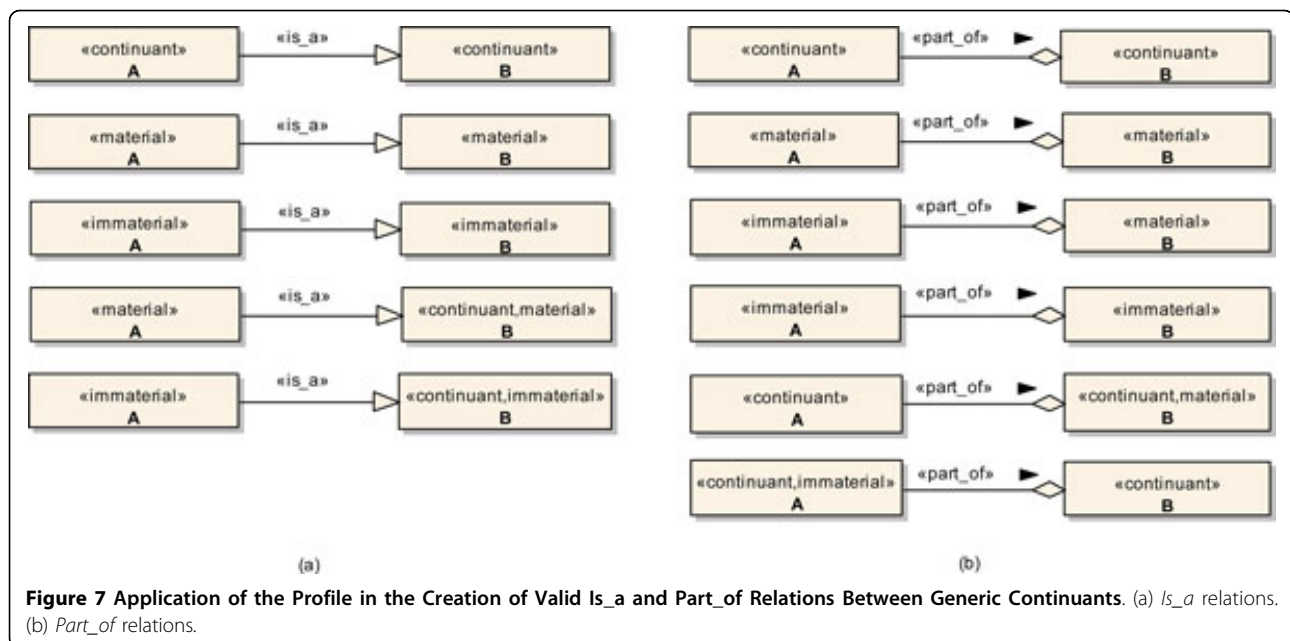 «continuant»
A
«is_a»
«continuant»
B
«material»
A
«is_a»
«material»
B
«immaterial»
A
«is_a»
«immaterial»
B
«material»
A
«is_a»
«continuant,material»
B
«immaterial»
A
«is_a»
«continuant,immaterial»
B
(a)
«continuant»
A
«part_of»
«continuant»
B
«material»
A
«part_of»
«material»
B
«immaterial»
A
«part_of»
«material»
B
«immaterial»
A
«part_of»
«immaterial»
B
«continuant»
A
«part_of»
«continuant,material»
B
«continuant,immaterial»
A
«part_of»
«continuant»
B
(b)
Figure 7 Application of the Profile in the Creation of Valid Is_a and Part_of Relations Between Generic Continuants. (a) Is_a relations.
(b) Part_of relations.